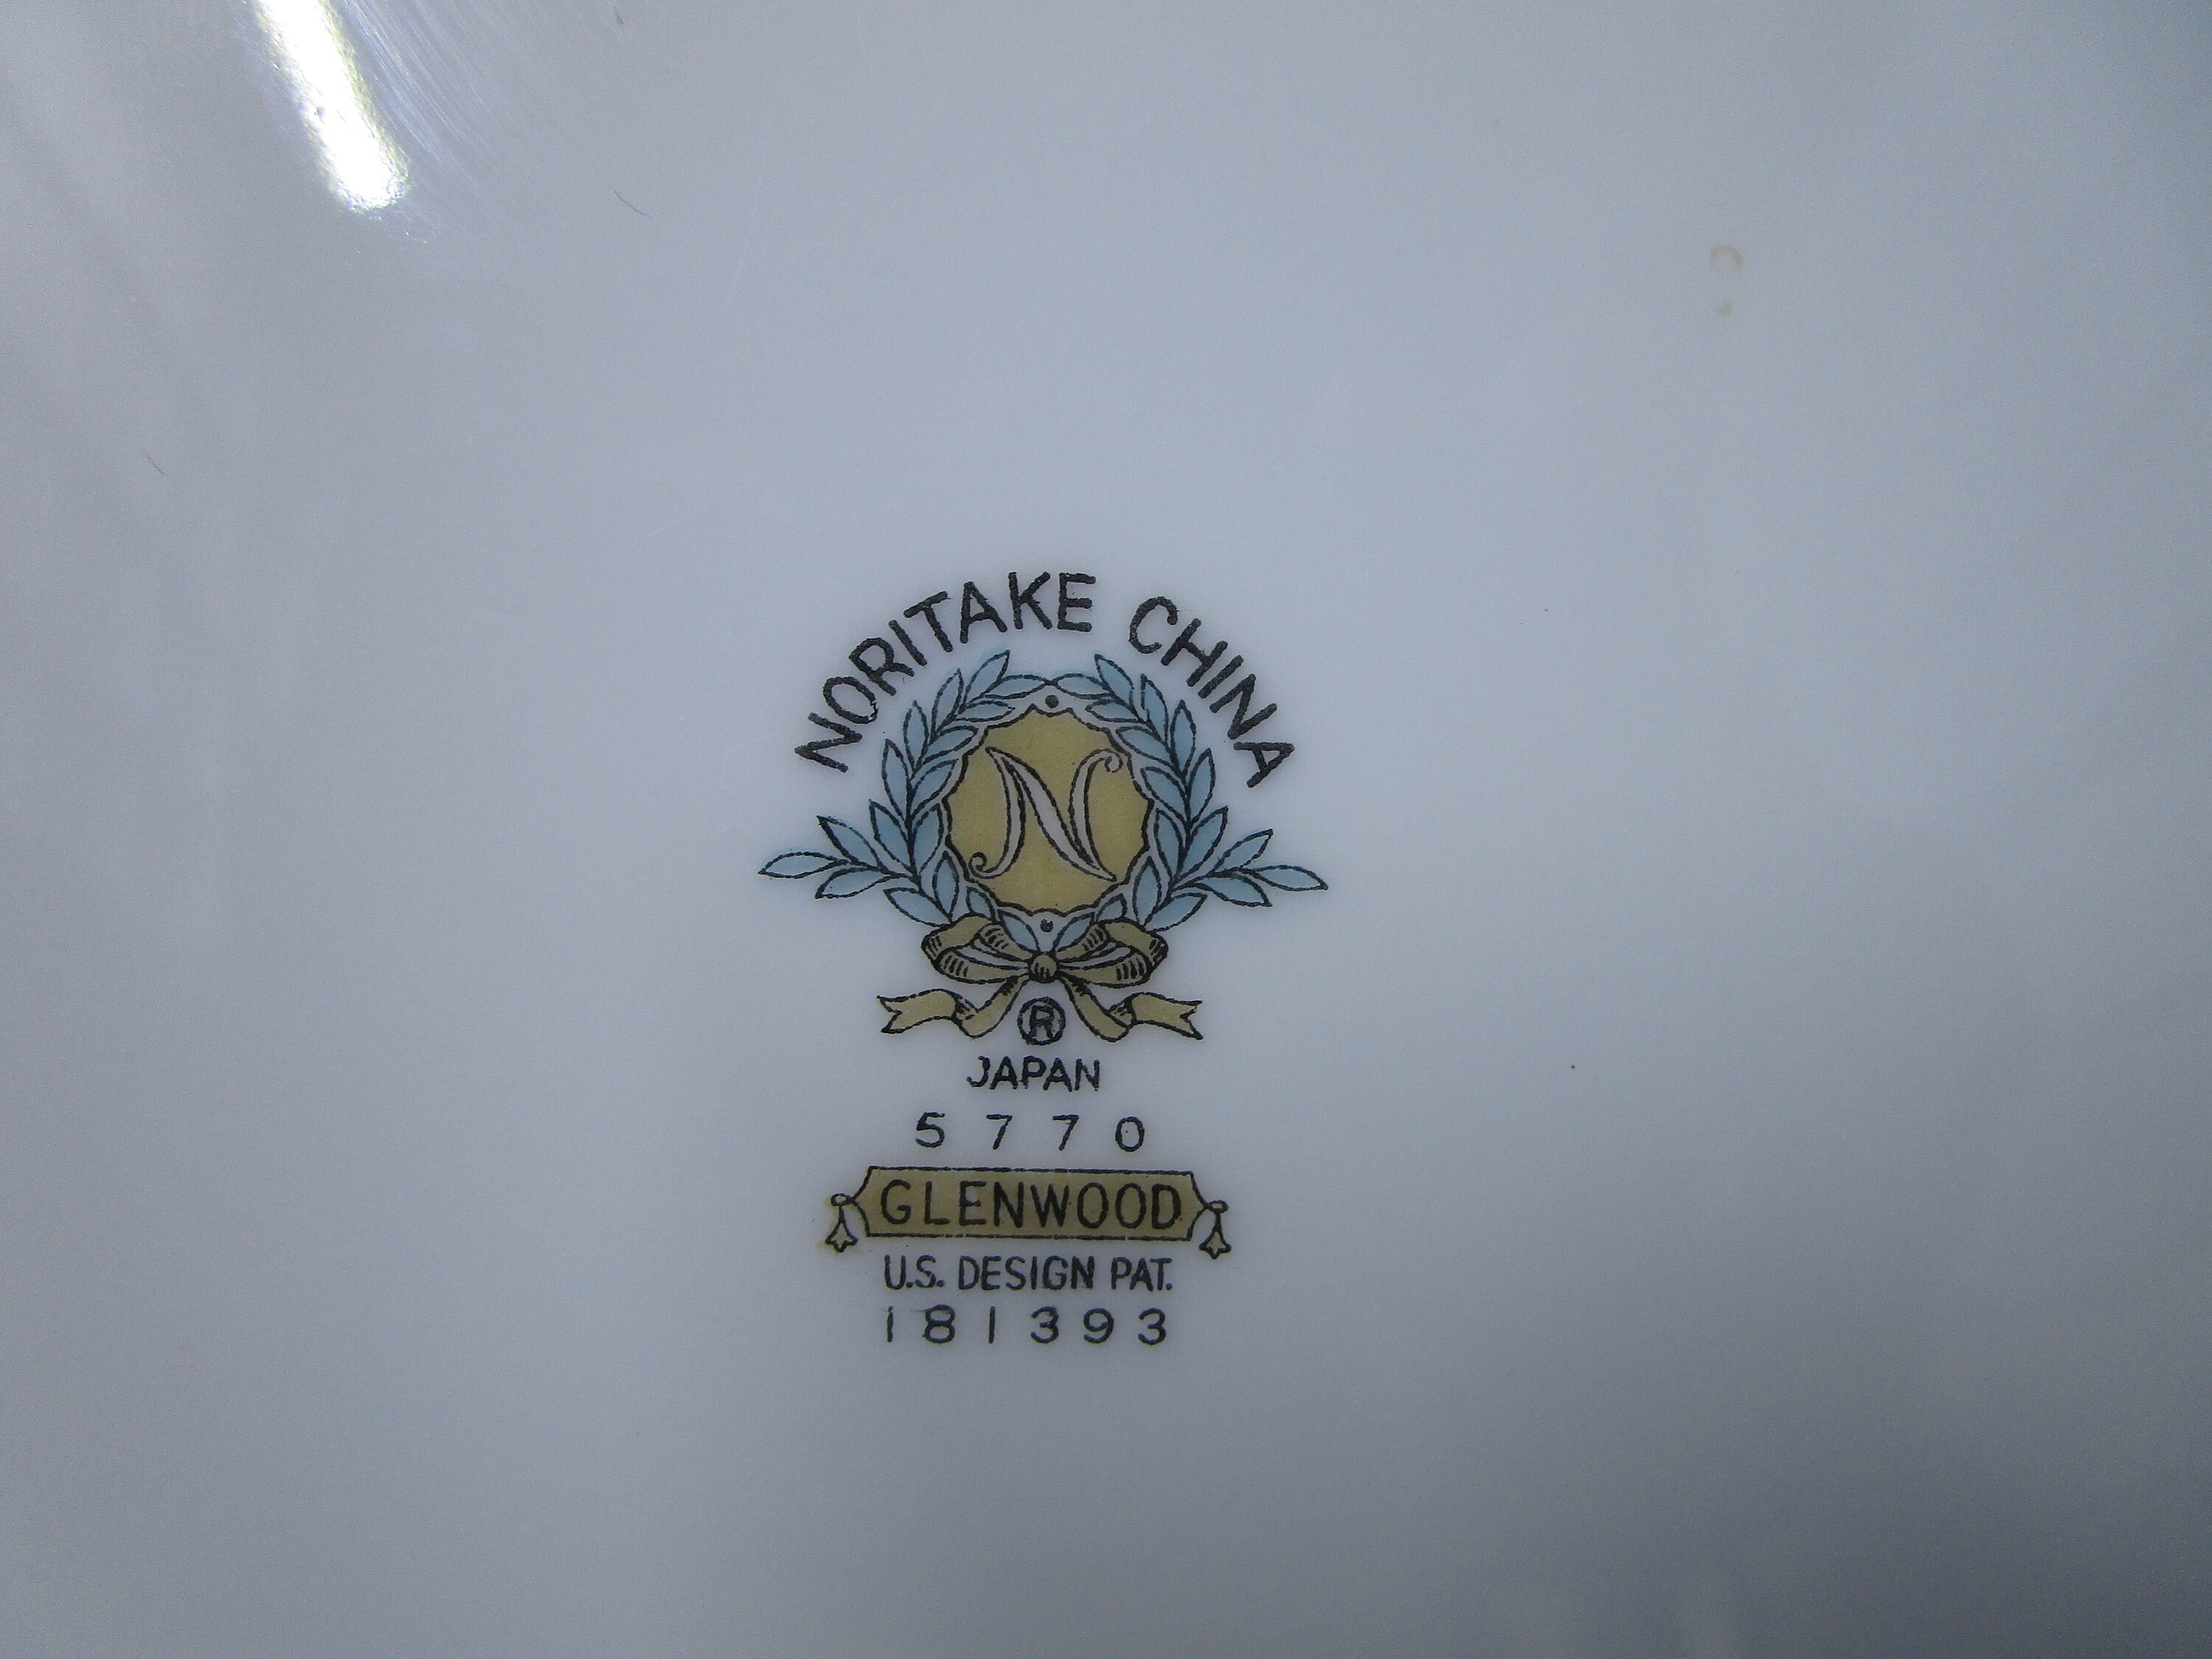 NORITAKE CHINA
N
®
JAPAN
5770
GLENWOOD
U.S. DESIGN PAT.
181393